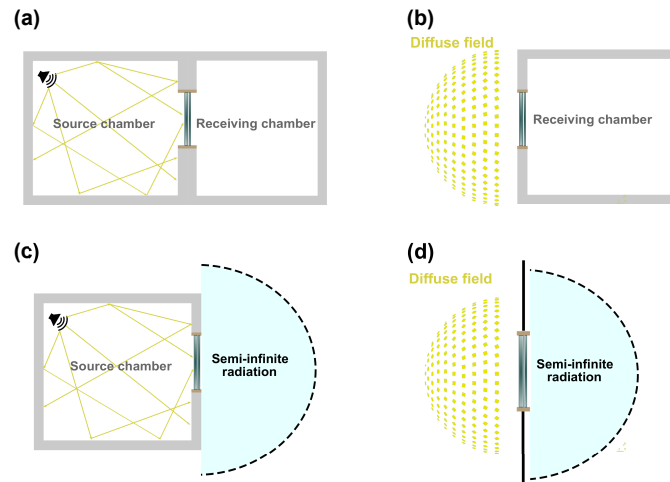 (a)
Source chamber
Receiving chamber
(b)
Diffuse field
Receiving chamber
(c)
Source chamber
Semi-infinite
radiation
(d)
Diffuse field
Semi-infinite
radiation